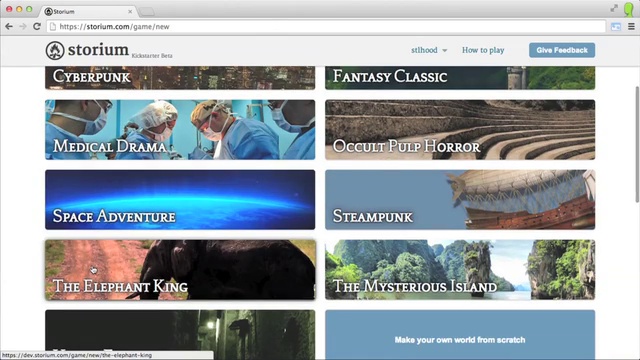 Storium
https://storium.com/game/new
storium Kickstarter Beta
stlhood How to play Give Feedback
Cyberpunk Fantasy Classic
Medical Drama Occult Pulp Horror
Space Adventure Steampunk
The Elephant King The Mysterious Island
Make your own world from scratch
https://dev.storium.com/game/new/the-elephant-king